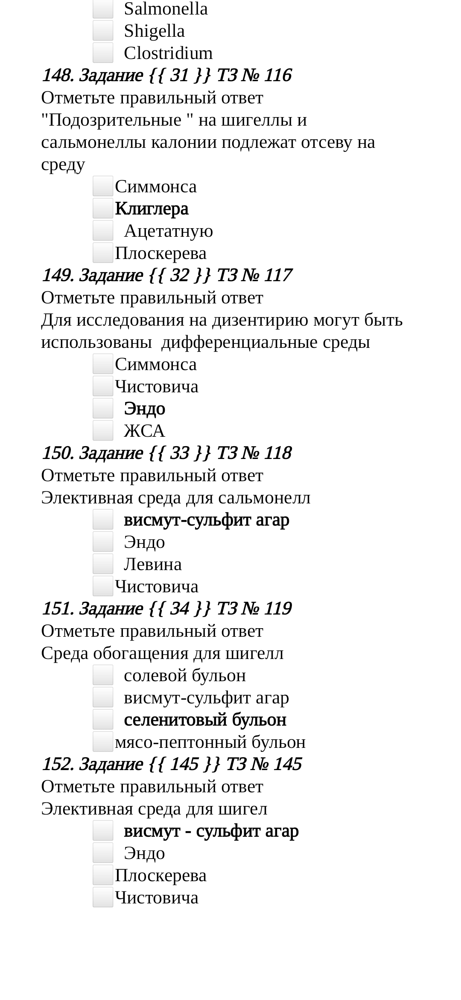 Salmonella
Shigella
Clostridium
148. Задание {{ 31 }} ТЗ № 116
Отметьте правильный ответ
"Подозрительные " на шигеллы и
сальмонеллы калонии подлежат отсеву на
среду
Симмонса
Клиглера
Ацетатную
Плоскерева
149. Задание {{ 32 }} ТЗ № 117
Отметьте правильный ответ
Для исследования на дизентирию могут быть
использованы  дифференциальные среды
Симмонса
Чистовича
Эндо
ЖСА
150. Задание {{ 33 }} ТЗ № 118
Отметьте правильный ответ
Элективная среда для сальмонелл
висмут-сульфит агар
Эндо
Левина
Чистовича
151. Задание {{ 34 }} ТЗ № 119
Отметьте правильный ответ
Среда обогащения для шигелл
солевой бульон
висмут-сульфит агар
селенитовый бульон
мясо-пептонный бульон
152. Задание {{ 145 }} ТЗ № 145
Отметьте правильный ответ
Элективная среда для шигел
висмут - сульфит агар
Эндо
Плоскерева
Чистовича